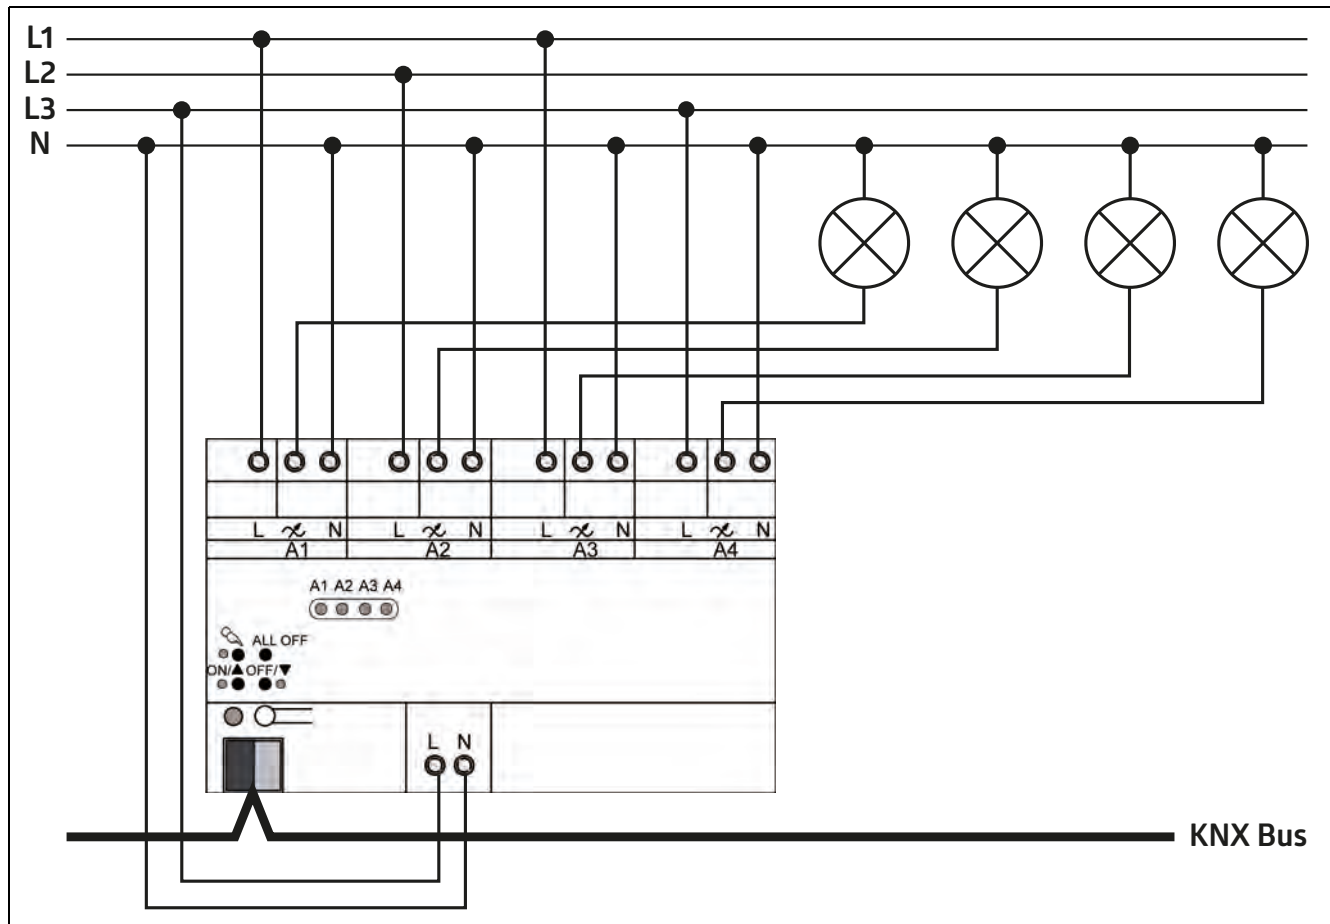 L1
L2
L3
N
L N L N L N L N
A1 A2 A3 A4
A1 A2 A3 A4
ALL OFF
ON/▲ OFF/▼
L N
KNX Bus